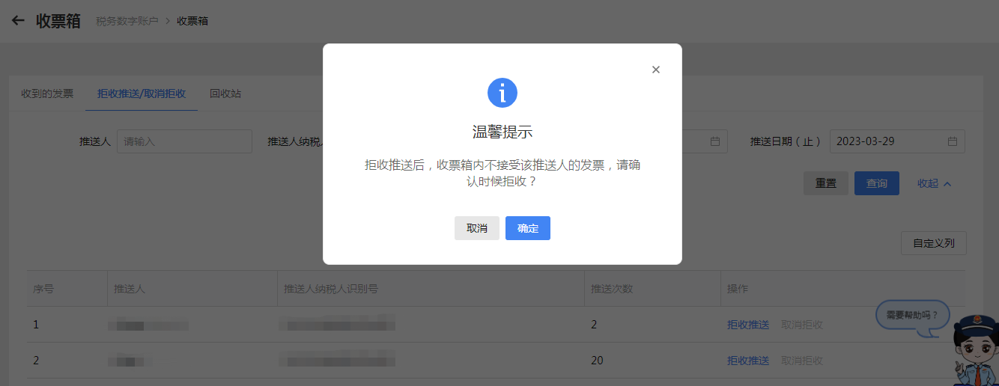 收票箱 税务数字账户 > 收票箱
收到的发票 拒收推送/取消拒收 回收站
温馨提示
推送人 请输入 推送人纳税人 推送日期（止） 2023-03-29
拒收推送后，收票箱内不接受该推送人的发票，请确
认时候拒收？
重置 查询 收起
取消 确定
自定义列
序号 推送人 推送人纳税人识别号 推送次数 操作
需要帮助吗？
1 2 拒收推送 取消拒收
2 20 拒收推送 取消拒收